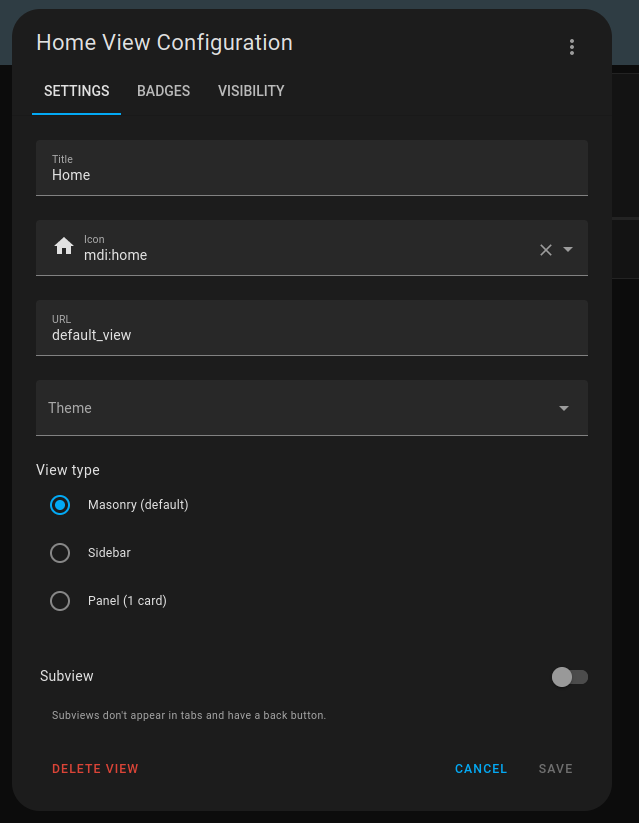 Home View Configuration
SETTINGS BADGES VISIBILITY
Title
Home
Icon
mdi:home
URL
default_view
Theme
View type
Masonry (default)
Sidebar
Panel (1 card)
Subview
Subviews don't appear in tabs and have a back button.
DELETE VIEW CANCEL SAVE